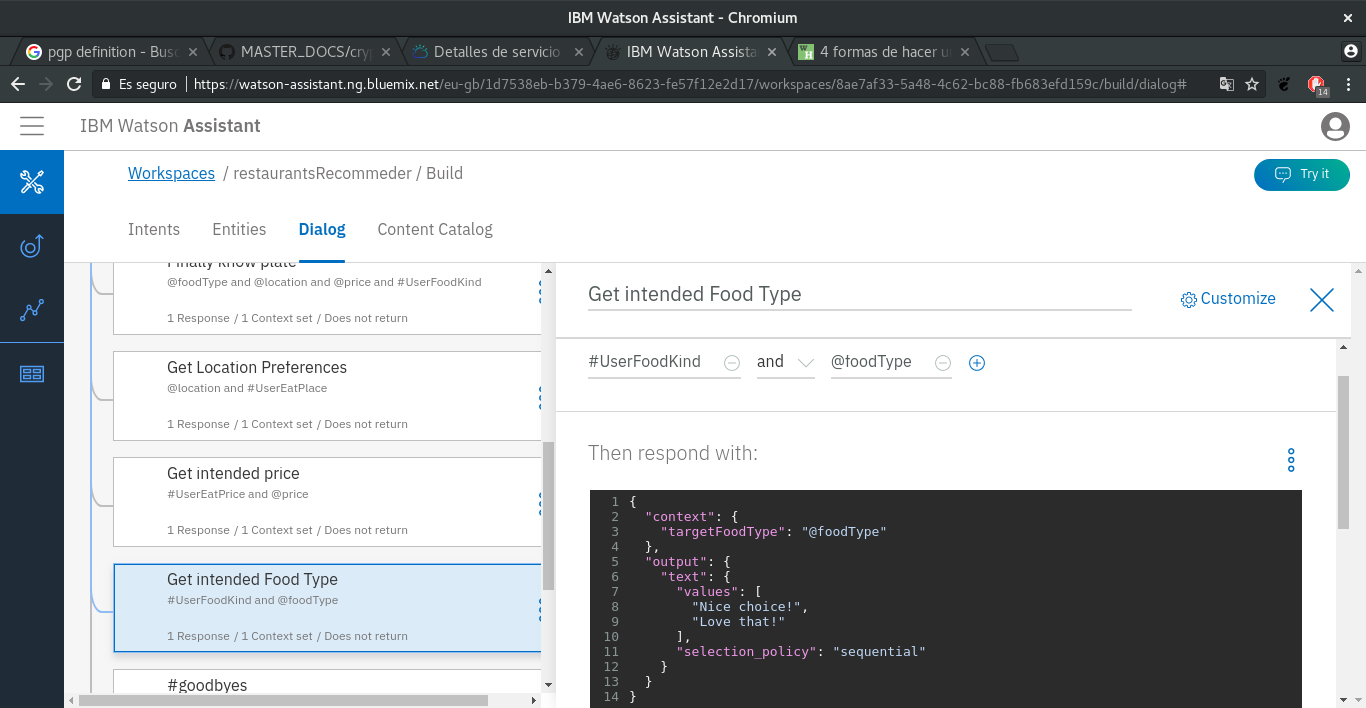 IBM Watson Assistant - Chromium
pgp definition - Busc
MASTER_DOCS/cryp
Detalles de servicio
IBM Watson Assista
4 formas de hacer u
Es seguro
https://watson-assistant.ng.bluemix.net/eu-gb/1d7538eb-b379-4ae6-8623-fe57f12e2d17/workspaces/8ae7af33-5a48-4c62-bc88-fb683efd159c/build/dialog#
14
IBM Watson Assistant
Workspaces / restaurantsRecommeder / Build
Try it
Intents Entities Dialog Content Catalog
Finally know plate
@foodType and @location and @price and #UserFoodKind
1 Response / 1 Context set / Does not return
Get Location Preferences
@location and #UserEatPlace
1 Response / 1 Context set / Does not return
Get intended price
#UserEatPrice and @price
1 Response / 1 Context set / Does not return
Get intended Food Type
#UserFoodKind and @foodType
1 Response / 1 Context set / Does not return
#goodbyes
Get intended Food Type
Customize
#UserFoodKind and @foodType
Then respond with:
1 {
2 "context": {
3 "targetFoodType": "@foodType"
4 },
5 "output": {
6 "text": {
7 "values": [
8 "Nice choice!",
9 "Love that!"
10 ],
11 "selection_policy": "sequential"
12 }
13 }
14 }